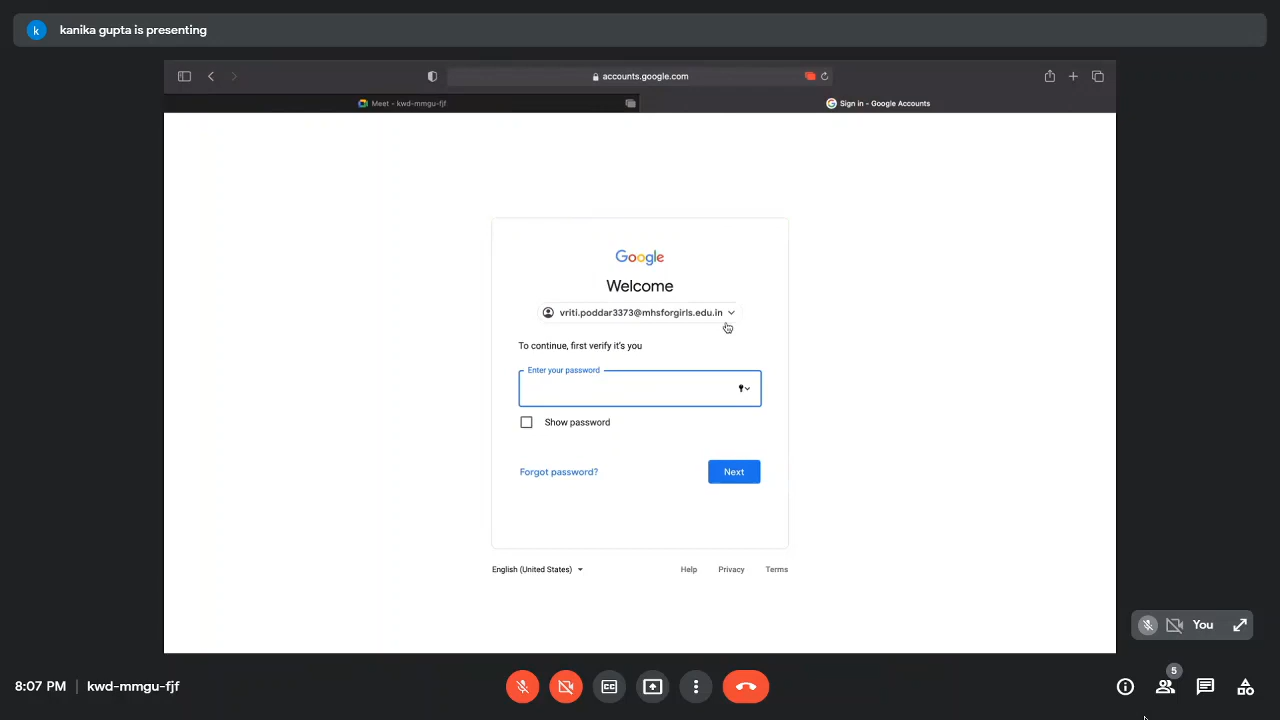 k kanika gupta is presenting
accounts.google.com
Meet - kwd-mmgu-fjf
Sign in - Google Accounts
Google
Welcome
vriti.poddar3373@mhsforgirls.edu.in
To continue, first verify it's you
Enter your password
Show password
Forgot password? Next
English (United States) Help Privacy Terms
You
8:07 PM | kwd-mmgu-fjf
CC
5